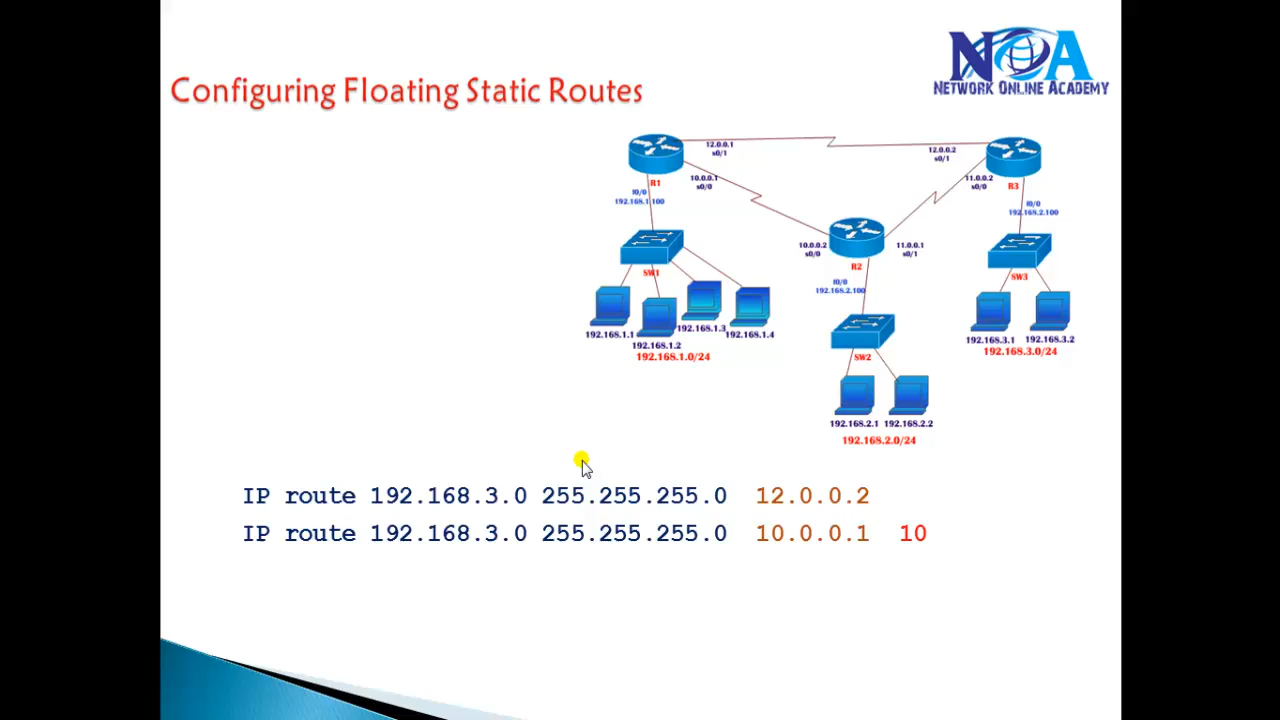 NOA
NETWORK ONLINE ACADEMY
Configuring Floating Static Routes
12.0.0.1
s0/1
12.0.0.2
s0/1
R1
10.0.0.1
s0/0
11.0.0.2
s0/0
R3
f0/0
192.168.1.100
f0/0
192.168.2.100
10.0.0.2
s0/0
11.0.0.1
s0/1
R2
SW1
SW3
f0/0
192.168.2.100
192.168.1.1
192.168.1.2
192.168.1.3
192.168.1.4
192.168.1.0/24
192.168.3.1
192.168.3.2
192.168.3.0/24
SW2
192.168.2.1
192.168.2.2
192.168.2.0/24
IP route 192.168.3.0 255.255.255.0 12.0.0.2
IP route 192.168.3.0 255.255.255.0 10.0.0.1 10